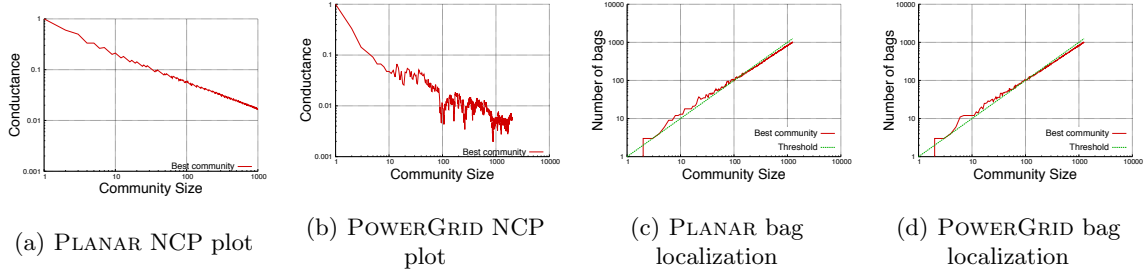 Conductance
1
0.1
0.01
0.001
1
10
100
1000
Best community
Community Size
(a) PLANAR NCP plot
Conductance
1
0.1
0.01
0.001
1
10
100
1000
10000
Best community
Community Size
(b) POWERGRID NCP
plot
Number of bags
10000
1000
100
10
1
1
10
100
1000
10000
Best community
Threshold
Community Size
(c) PLANAR bag
localization
Number of bags
10000
1000
100
10
1
1
10
100
1000
10000
Best community
Threshold
Community Size
(d) POWERGRID bag
localization